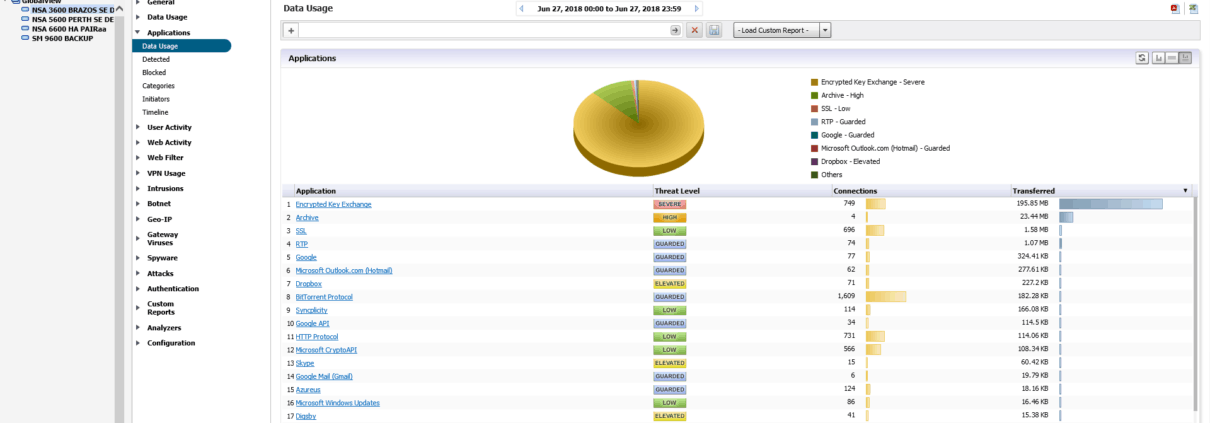 GlobalView
NSA 3600 BRAZOS SE D
NSA 5600 PERTH SE DE
NSA 6600 HA PAIRaa
SM 9600 BACKUP
General
Data Usage
Applications
Data Usage
Detected
Blocked
Categories
Initiators
Timeline
User Activity
Web Activity
Web Filter
VPN Usage
Intrusions
Botnet
Geo-IP
Gateway
Viruses
Spyware
Attacks
Authentication
Custom
Reports
Analyzers
Configuration
Data Usage
Jun 27, 2018 00:00 to Jun 27, 2018 23:59
+
-Load Custom Report -
Applications
Encrypted Key Exchange - Severe
Archive - High
SSL - Low
RTP - Guarded
Google - Guarded
Microsoft Outlook.com (Hotmail) - Guarded
Dropbox - Elevated
Others
Application Threat Level Connections Transferred
1 Encrypted Key Exchange SEVERE 749 195.85 MB
2 Archive HIGH 4 23.44 MB
3 SSL LOW 696 1.58 MB
4 RTP GUARDED 74 1.07 MB
5 Google GUARDED 77 324.41 KB
6 Microsoft Outlook.com (Hotmail) GUARDED 62 277.61 KB
7 Dropbox ELEVATED 71 227.2 KB
8 BitTorrent Protocol GUARDED 1,609 182.28 KB
9 Syncplicity LOW 114 166.08 KB
10 Google API GUARDED 34 114.5 KB
11 HTTP Protocol LOW 731 114.06 KB
12 Microsoft CryptoAPI LOW 566 108.34 KB
13 Skype ELEVATED 15 60.42 KB
14 Google Mail (Gmail) GUARDED 6 19.79 KB
15 Azureus GUARDED 124 18.16 KB
16 Microsoft Windows Updates LOW 86 16.46 KB
17 Digsby ELEVATED 41 15.38 KB